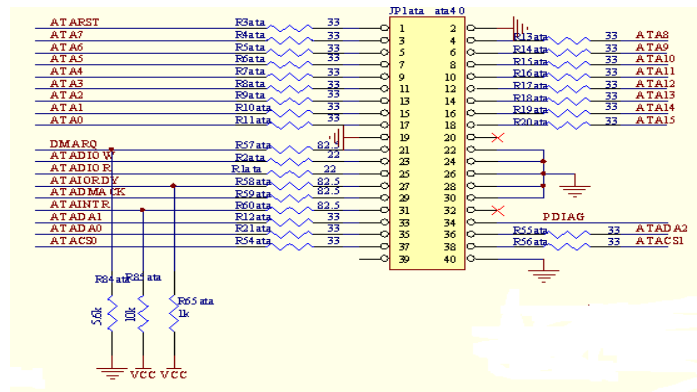 JP1ata ata40
ATARST R3ata 33 1 2
ATA7 R4ata 33 3 4 R13ata 33 ATA8
ATA6 R5ata 33 5 6 R14ata 33 ATA9
ATA5 R6ata 33 7 8 R15ata 33 ATA10
ATA4 R7ata 33 9 10 R16ata 33 ATA11
ATA3 R8ata 33 11 12 R17ata 33 ATA12
ATA2 R9ata 33 13 14 R18ata 33 ATA13
ATA1 R10ata 33 15 16 R19ata 33 ATA14
ATA0 R11ata 33 17 18 R20ata 33 ATA15
19 20
DMARQ R57ata 82.5 21 22
ATADIOW R2ata 22 23 24
ATADIOR R1ata 22 25 26
ATAIORDY R58ata 82.5 27 28
ATADMACK R59ata 82.5 29 30
ATAINTR R60ata 82.5 31 32
ATADA1 R12ata 33 33 34 PDIAG
ATADA0 R21ata 33 35 36 R55ata 33 ATADA2
ATACS0 R54ata 33 37 38 R56ata 33 ATACS1
39 40
R84ata R85ata R65ata
5.6k 10k 1k
VCC VCC